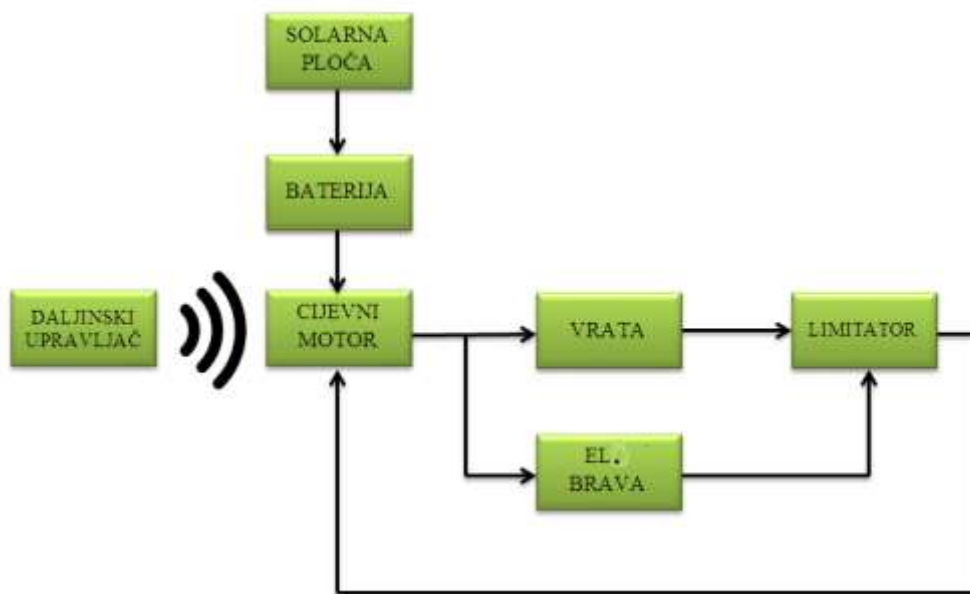 SOLARNA
PLOČA
BATERIJA
DALJINSKI
UPRAVLJAČ
CIJEVNI
MOTOR
VRATA
LIMITATOR
EL.
BRAVA